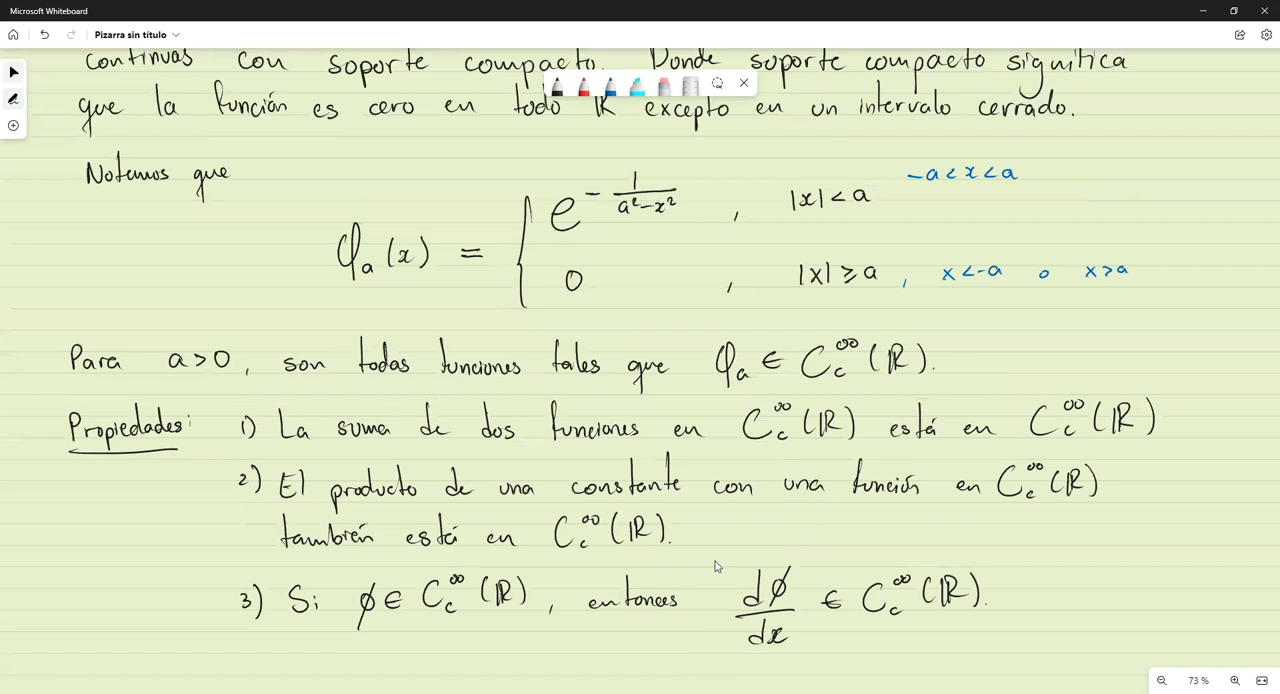 Microsoft Whiteboard
Pizarra sin título
continuas con soporte compacto. Donde soporte compacto significa
que la función es cero en todo ℝ excepto en un intervalo cerrado.
Notemos que
φₐ(x) = { e^{-1/(a²-x²)} , |x| < a -a < x < a
0 , |x| ≥ a , x < -a o x > a
Para a > 0, son todas funciones tales que φₐ ∈ C_c^∞(ℝ).
Propiedades: 1) La suma de dos funciones en C_c^∞(ℝ) está en C_c^∞(ℝ)
2) El producto de una constante con una función en C_c^∞(ℝ)
también está en C_c^∞(ℝ).
3) Si ϕ ∈ C_c^∞(ℝ), entonces dϕ/dx ∈ C_c^∞(ℝ).
73 %